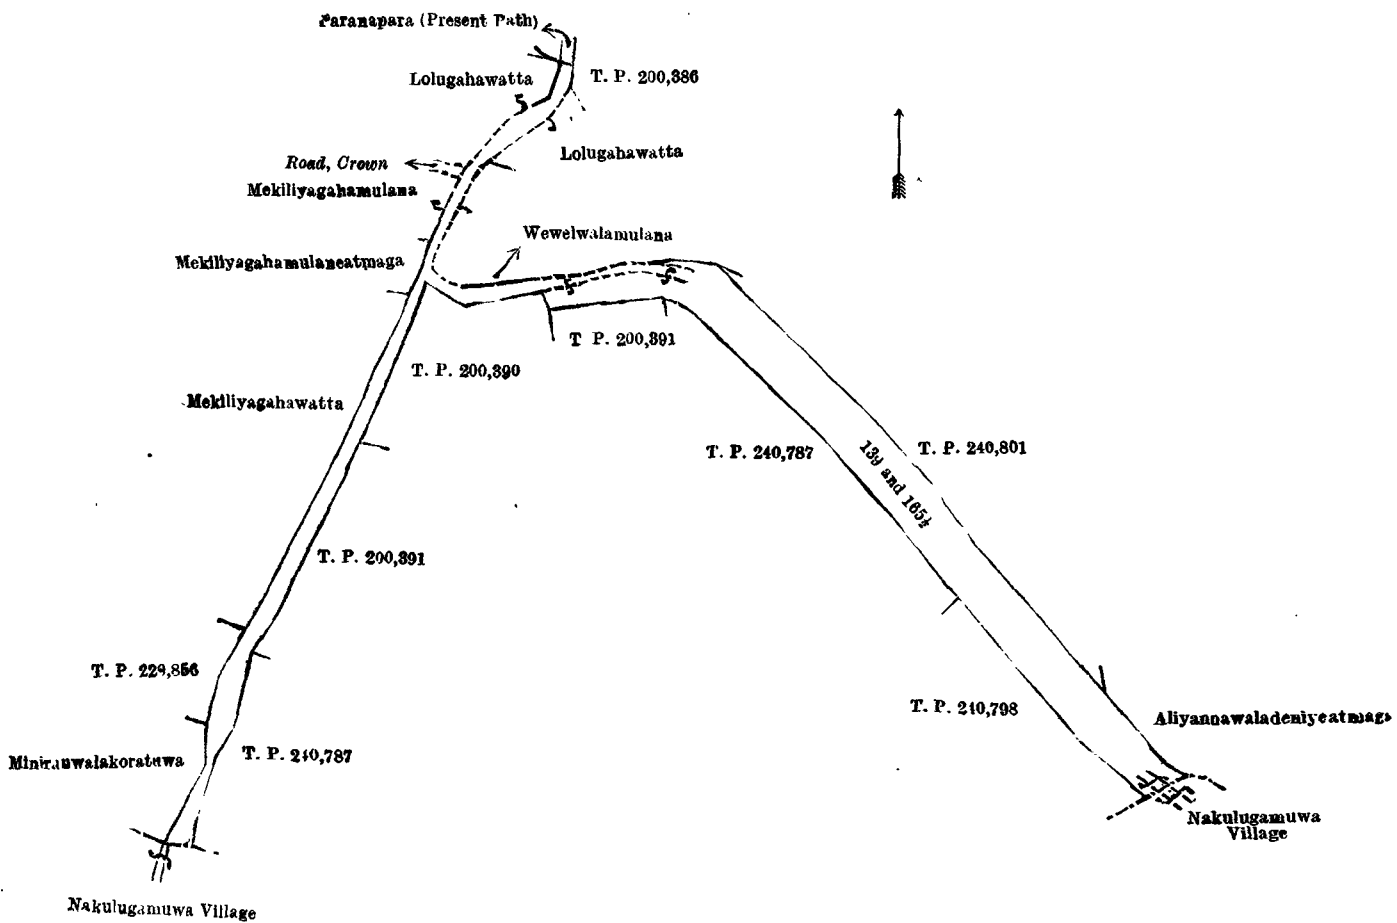 Paranapara (Present Path)
Lolugahawatta
T. P. 200,386
Lolugahawatta
Road, Crown
Mekiliyagahamulana
Wewelwalamulana
Mekiliyagahamulaneatmaga
T. P. 200,391
T. P. 200,390
Mekiliyagahawatta
T. P. 240,787
T. P. 240,801
139 and 165½
T. P. 200,391
T. P. 229,856
T. P. 240,798
Aliyannawaladeniyeatmaga
T. P. 240,787
Nakulugamuwa
Village
Nakulugamuwa Village